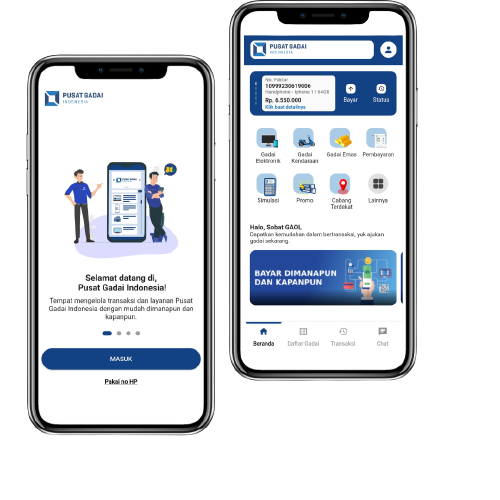 PUSAT GADAI
INDONESIA
Selamat datang di,
Pusat Gadai Indonesia!
Tempat mengelola transaksi dan layanan Pusat
Gadai Indonesia dengan mudah dimanapun dan
kapanpun.
MASUK
Pakai no HP
PUSAT GADAI
INDONESIA
No. Faktur
10999230619006
Handphone - Iphone 11 64GB
Rp. 6.550.000
Klik buat detailnya
Bayar
Status
Gadai
Elektronik
Gadai
Kendaraan
Gadai Emas
Pembayaran
Simulasi
Promo
Cabang
Terdekat
Lainnya
Halo, Sobat GAOL
Dapatkan kemudahan dalam bertransaksi, yuk ajukan
gadai sekarang.
BAYAR DIMANAPUN
DAN KAPANPUN
Beranda
Daftar Gadai
Transaksi
Chat